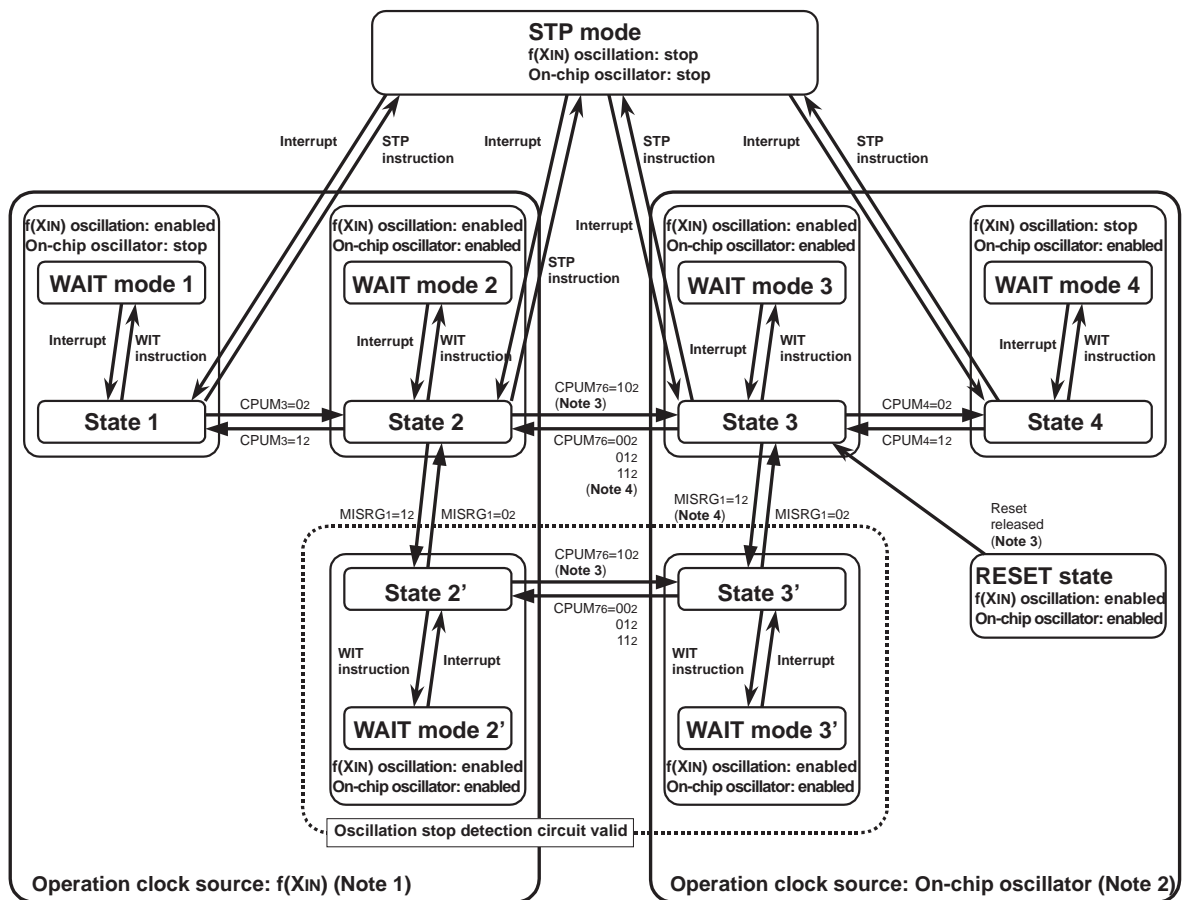 STP mode
f(XIN) oscillation: stop
On-chip oscillator: stop
Interrupt
STP
instruction
Interrupt
STP
instruction
Interrupt
STP
instruction
Interrupt
STP
instruction
f(XIN) oscillation: enabled
On-chip oscillator: stop
WAIT mode 1
Interrupt
WIT
instruction
State 1
CPUM3=02
CPUM3=12
f(XIN) oscillation: enabled
On-chip oscillator: enabled
WAIT mode 2
Interrupt
WIT
instruction
State 2
CPUM76=102
(Note 3)
CPUM76=002
012
112
(Note 4)
f(XIN) oscillation: enabled
On-chip oscillator: enabled
WAIT mode 3
Interrupt
WIT
instruction
State 3
CPUM4=02
CPUM4=12
f(XIN) oscillation: stop
On-chip oscillator: enabled
WAIT mode 4
Interrupt
WIT
instruction
State 4
MISRG1=12
MISRG1=02
MISRG1=12
(Note 4)
MISRG1=02
Reset
released
(Note 3)
RESET state
f(XIN) oscillation: enabled
On-chip oscillator: enabled
State 2’
CPUM76=102
(Note 3)
CPUM76=002
012
112
State 3’
WIT
instruction
Interrupt
WAIT mode 2’
f(XIN) oscillation: enabled
On-chip oscillator: enabled
WIT
instruction
Interrupt
WAIT mode 3’
f(XIN) oscillation: enabled
On-chip oscillator: enabled
Oscillation stop detection circuit valid
Operation clock source: f(XIN) (Note 1)
Operation clock source: On-chip oscillator (Note 2)